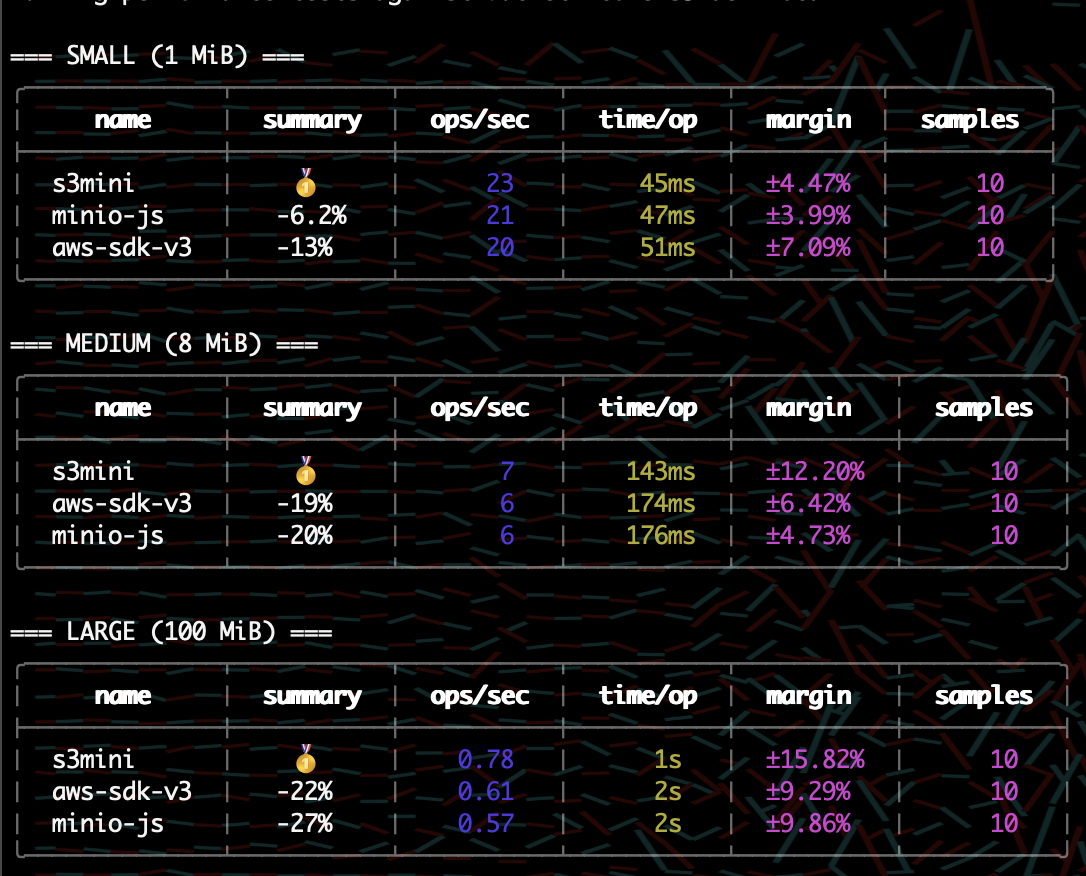 === SMALL (1 MiB) ===
name summary ops/sec time/op margin samples
s3mini 🥇 23 45ms ±4.47% 10
minio-js -6.2% 21 47ms ±3.99% 10
aws-sdk-v3 -13% 20 51ms ±7.09% 10
=== MEDIUM (8 MiB) ===
name summary ops/sec time/op margin samples
s3mini 🥇 7 143ms ±12.20% 10
aws-sdk-v3 -19% 6 174ms ±6.42% 10
minio-js -20% 6 176ms ±4.73% 10
=== LARGE (100 MiB) ===
name summary ops/sec time/op margin samples
s3mini 🥇 0.78 1s ±15.82% 10
aws-sdk-v3 -22% 0.61 2s ±9.29% 10
minio-js -27% 0.57 2s ±9.86% 10